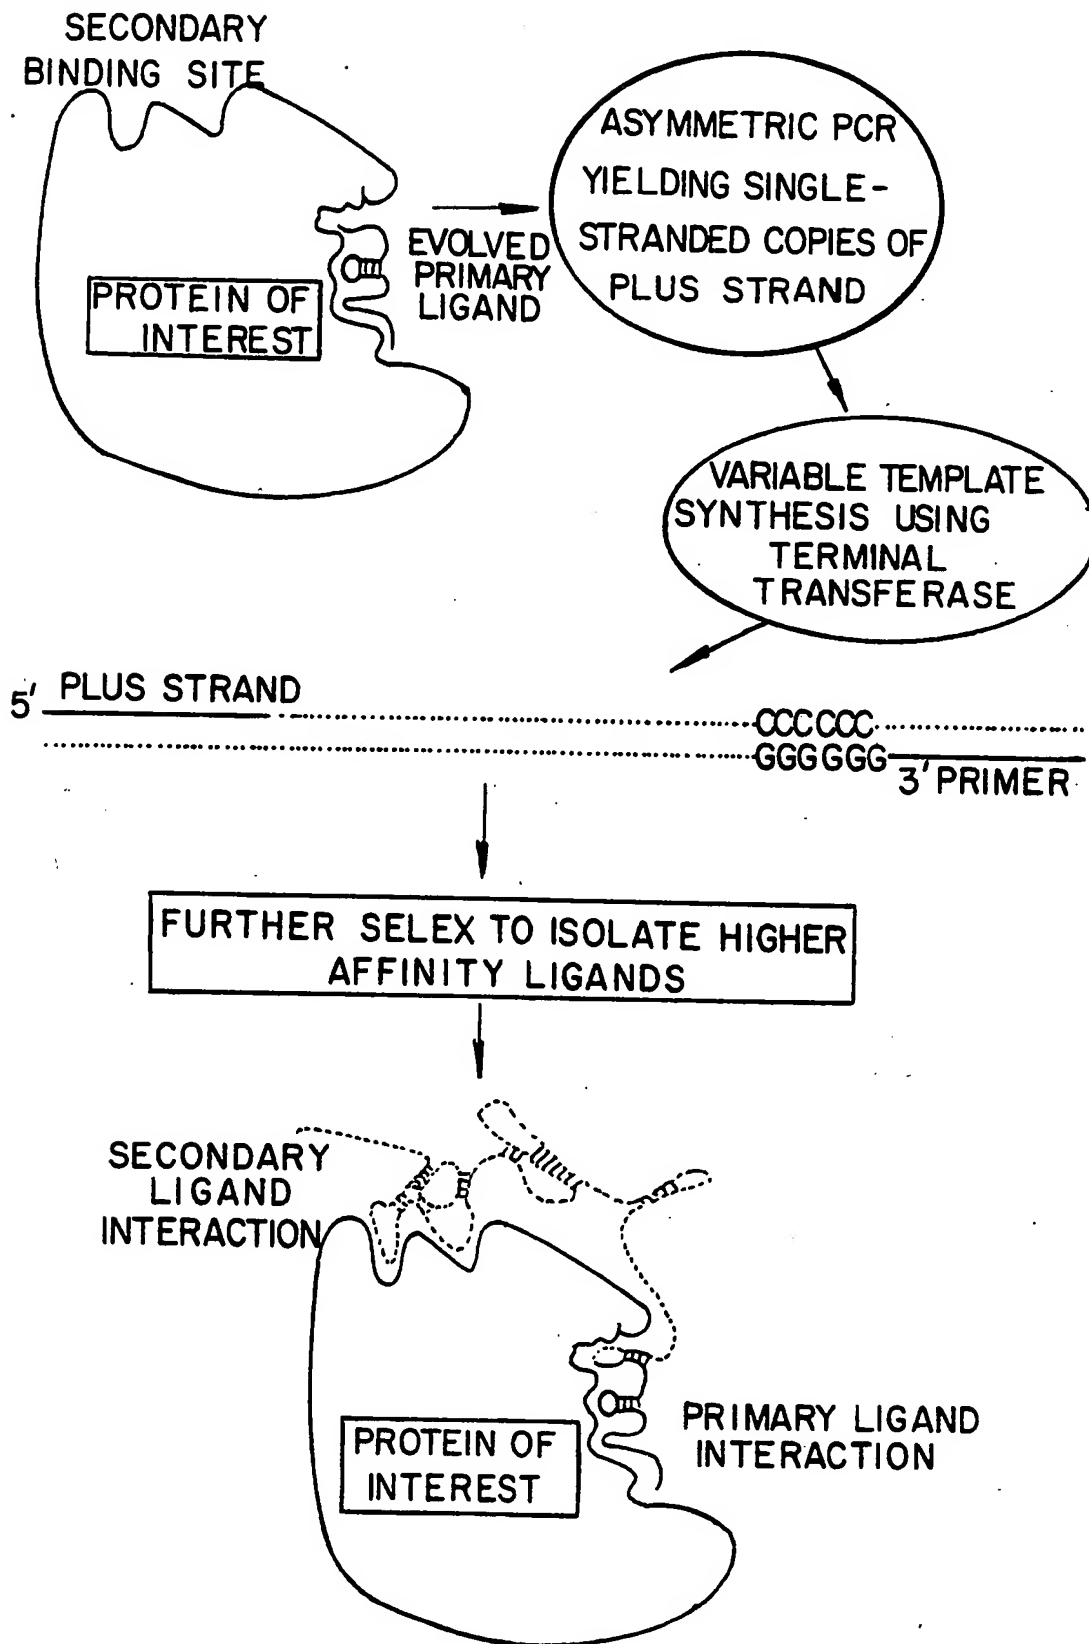 SECONDARY
BINDING SITE
PROTEIN OF
INTEREST
EVOLVED
PRIMARY
LIGAND
ASYMMETRIC PCR
YIELDING SINGLE-
STRANDED COPIES OF
PLUS STRAND
VARIABLE TEMPLATE
SYNTHESIS USING
TERMINAL
TRANSFERASE
5' PLUS STRAND
CCCCCC
GGGGGG
3' PRIMER
FURTHER SELEX TO ISOLATE HIGHER
AFFINITY LIGANDS
SECONDARY
LIGAND
INTERACTION
PROTEIN OF
INTEREST
PRIMARY LIGAND
INTERACTION